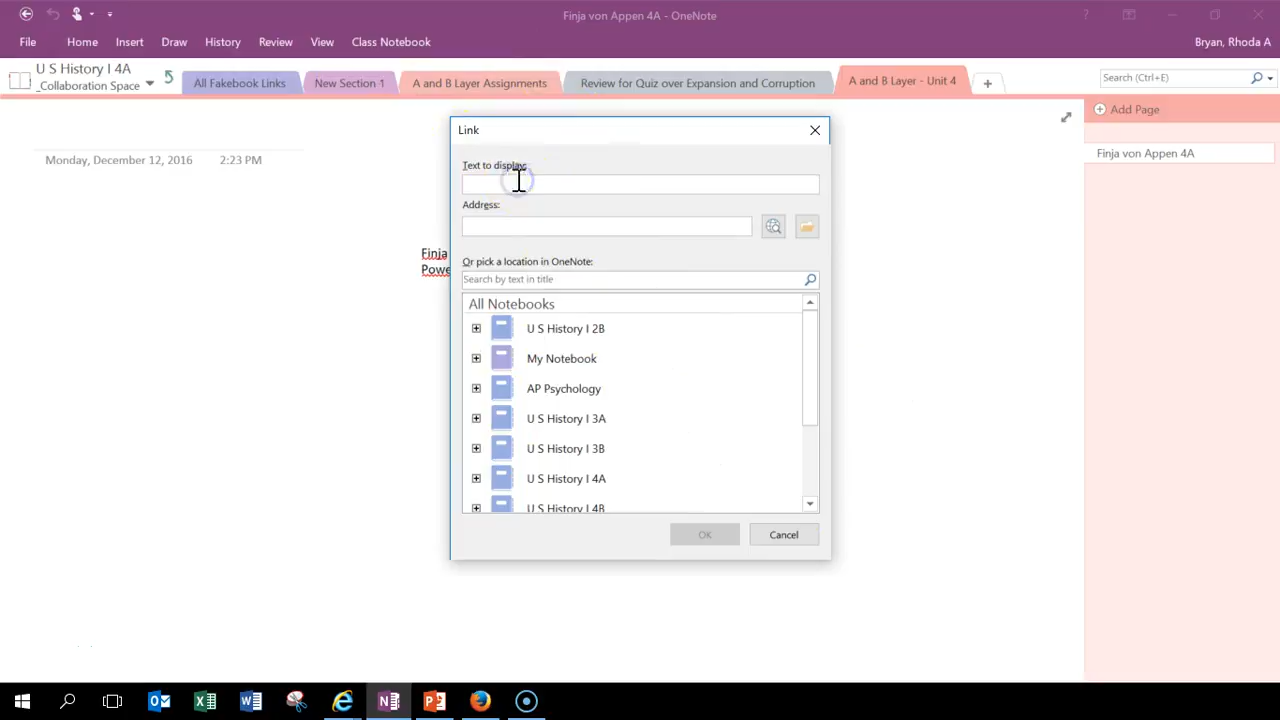 Finja von Appen 4A - OneNote
?
File Home Insert Draw History Review View Class Notebook
Bryan, Rhoda A
U S History I 4A
_Collaboration Space
All Fakebook Links
New Section 1
A and B Layer Assignments
Review for Quiz over Expansion and Corruption
A and B Layer - Unit 4
Search (Ctrl+E)
Add Page
Finja von Appen 4A
Monday, December 12, 2016 2:23 PM
Finja
Powe
Link
Text to display:
Address:
Or pick a location in OneNote:
Search by text in title
All Notebooks
U S History I 2B
My Notebook
AP Psychology
U S History I 3A
U S History I 3B
U S History I 4A
U S History I 4B
OK
Cancel